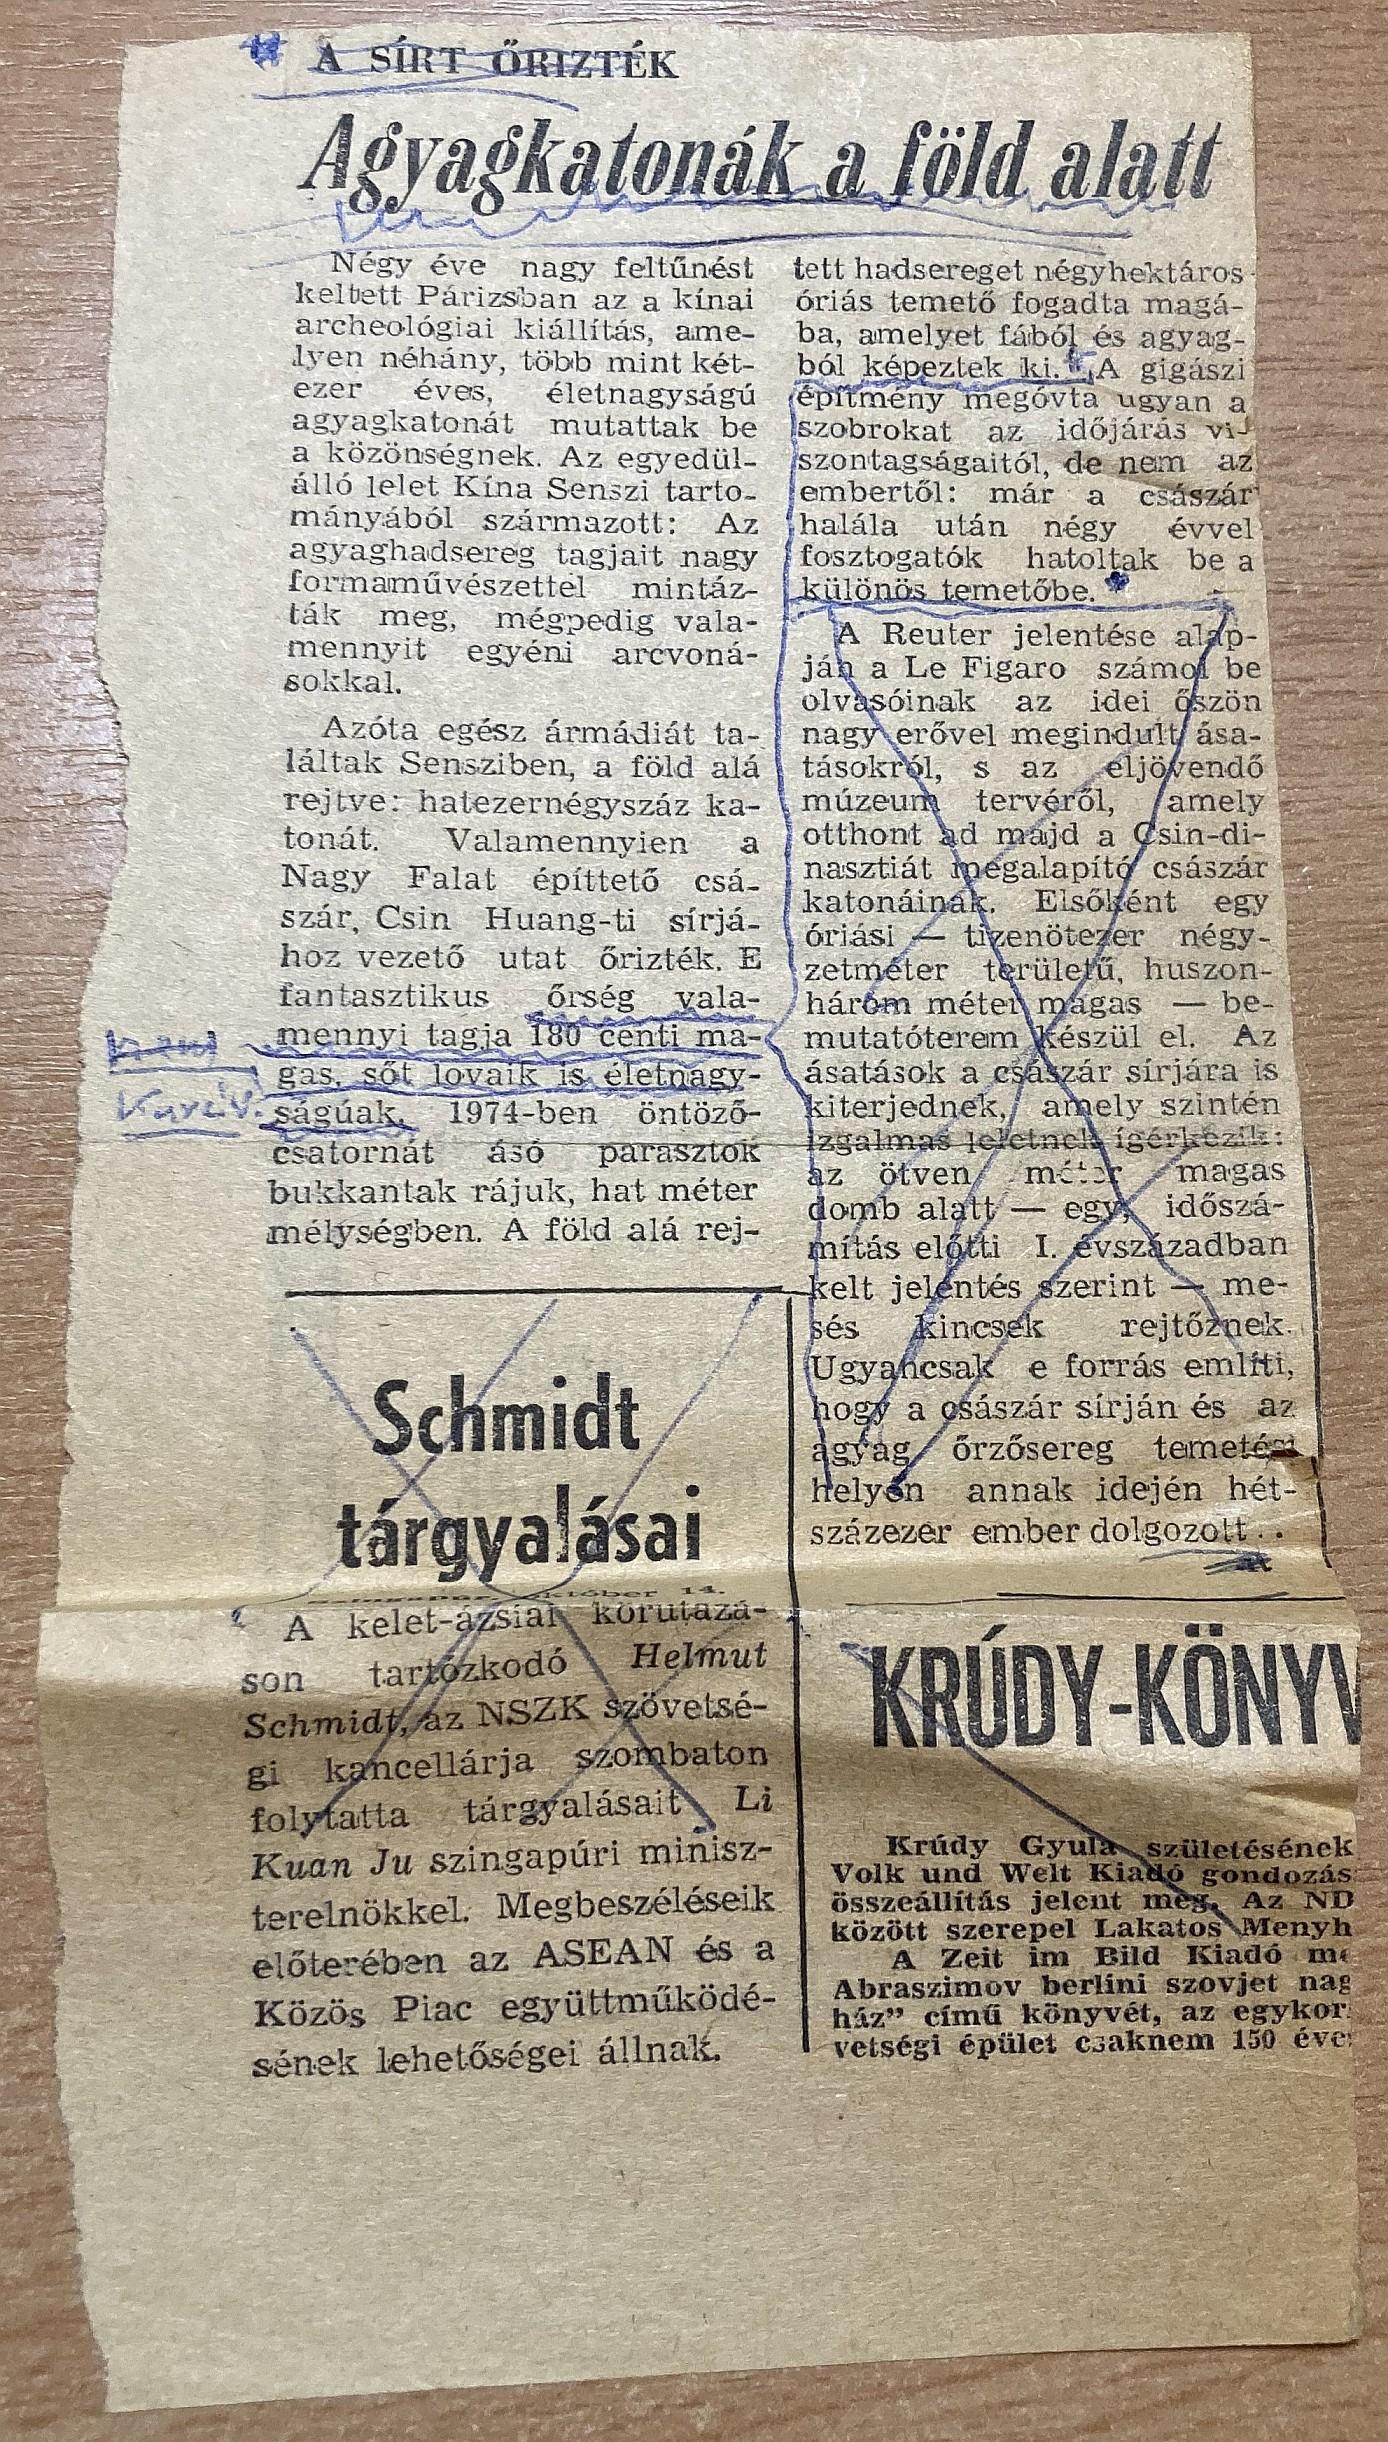 A SÍRT ŐRIZTÉK
Agyagkatonák a föld alatt
Négy éve nagy feltűnést
keltett Párizsban az a kínai
archeológiai kiállítás, ame-
lyen néhány, több mint két-
ezer éves, életnagyságú
agyagkatonát mutattak be
a közönségnek. Az egyedül-
álló lelet Kína Senszi tarto-
mányából származott: Az
agyaghadsereg tagjait nagy
formaművészettel mintáz-
ták meg, mégpedig vala-
mennyit egyéni arcvoná-
sokkal.
Azóta egész ármádiát ta-
láltak Sensziben, a föld alá
rejtve: hatezernégyszáz ka-
tonát. Valamennyien a
Nagy Falat építtető csá-
szár, Csin Huang-ti sírjá-
hoz vezető utat őrizték. E
fantasztikus őrség vala-
mennyi tagja 180 centi ma-
gas, sőt lovaik is életnagy-
Kurzív.
ságúak. 1974-ben öntöző-
csatornát ásó parasztok
bukkantak rájuk, hat méter
mélységben. A föld alá rej-
tett hadsereget négyhektáros
óriás temető fogadta magá-
ba, amelyet fából és agyag-
ból képeztek ki. A gigászi
építmény megóvta ugyan a
szobrokat az időjárás vi-
szontagságaitól, de nem az
embertől: már a császár
halála után négy évvel
fosztogatók hatoltak be a
különös temetőbe.
A Reuter jelentése alap-
ján a Le Figaro számol be
olvasóinak az idei őszön
nagy erővel megindult ása-
tásokról, s az eljövendő
múzeum tervéről, amely
otthont ad majd a Csin-di-
nasztiát megalapító császár
katonáinak. Elsőként egy
óriási — tizenötezer négy-
zetméter területű, huszon-
három méter magas — be-
mutatóterem készül el. Az
ásatások a császár sírjára is
kiterjednek, amely szintén
izgalmas leletnek ígérkezik:
az ötven méter magas
domb alatt — egy, időszá-
mítás előtti I. évszázadban
kelt jelentés szerint — me-
sés kincsek rejtőznek.
Ugyancsak e forrás említi,
hogy a császár sírján és az
agyag őrzősereg temetési
helyén annak idején hét-
százezer ember dolgozott..
Schmidt
tárgyalásai
október 14.
A kelet-ázsiai körutazá-
son tartózkodó Helmut
Schmidt, az NSZK szövetsé-
gi kancellárja szombaton
folytatta tárgyalásait Li
Kuan Ju szingapúri minisz-
terelnökkel. Megbeszéléseik
előterében az ASEAN és a
Közös Piac együttműködé-
sének lehetőségei állnak.
KRÚDY-KÖNYV
Krúdy Gyula születésének
Volk und Welt Kiadó gondozás
összeállítás jelent meg. Az ND
között szerepel Lakatos Menyh
A Zeit im Bild Kiadó me
Abraszimov berlini szovjet nag
ház” című könyvét, az egykor
vetségi épület csaknem 150 éve